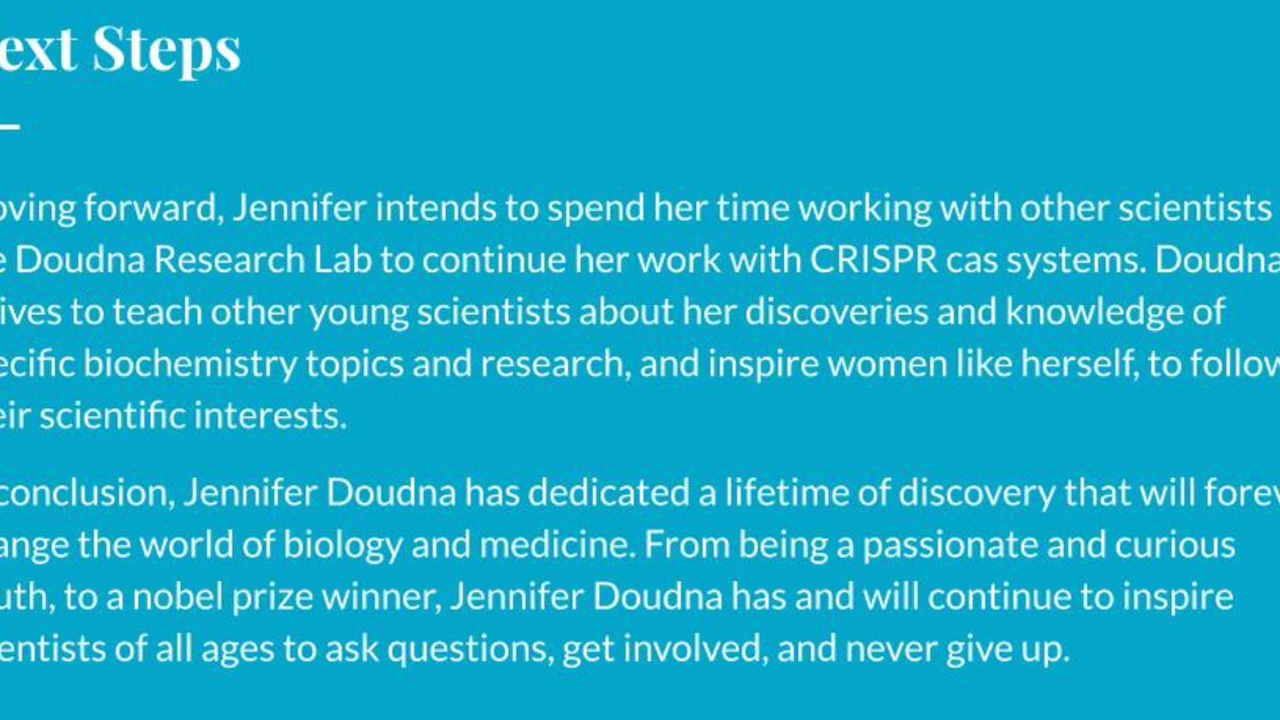 ext Steps
oving forward, Jennifer intends to spend her time working with other scientists
e Doudna Research Lab to continue her work with CRISPR cas systems. Doudna
ives to teach other young scientists about her discoveries and knowledge of
ecific biochemistry topics and research, and inspire women like herself, to follow
eir scientific interests.
conclusion, Jennifer Doudna has dedicated a lifetime of discovery that will forev
ange the world of biology and medicine. From being a passionate and curious
uth, to a nobel prize winner, Jennifer Doudna has and will continue to inspire
entists of all ages to ask questions, get involved, and never give up.